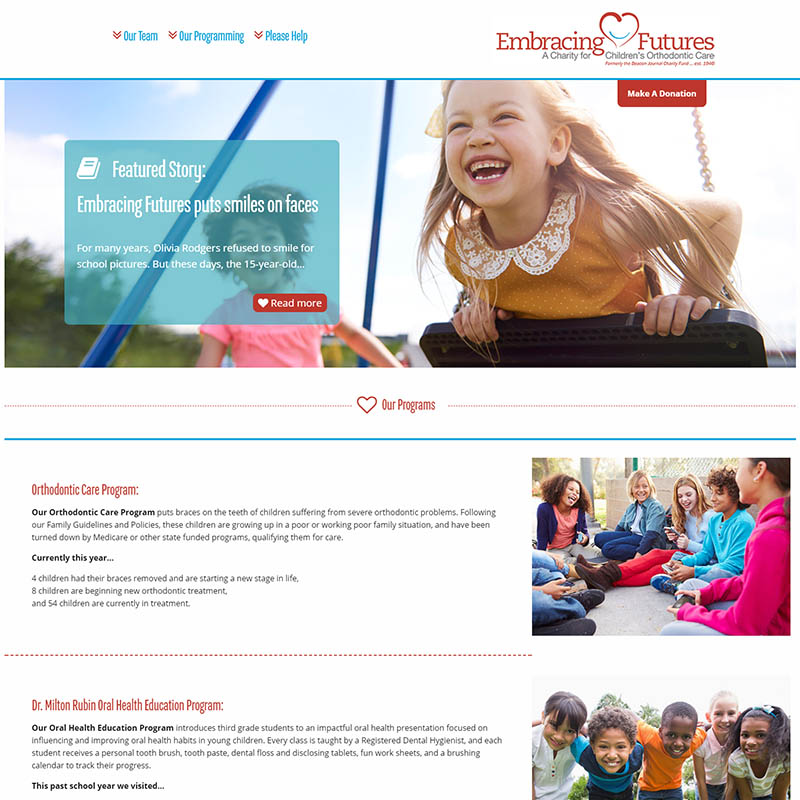 Our Team Our Programming Please Help
Embracing Futures
A Charity for Children's Orthodontic Care
Formerly the Beacon Journal Charity Fund... est. 1948
Make A Donation
Featured Story:
Embracing Futures puts smiles on faces
For many years, Olivia Rodgers refused to smile for
school pictures. But these days, the 15-year-old...
Read more
Our Programs
Orthodontic Care Program:
Our Orthodontic Care Program puts braces on the teeth of children suffering from severe orthodontic problems. Following
our Family Guidelines and Policies, these children are growing up in a poor or working poor family situation, and have been
turned down by Medicare or other state funded programs, qualifying them for care.
Currently this year...
4 children had their braces removed and are starting a new stage in life,
8 children are beginning new orthodontic treatment,
and 54 children are currently in treatment.
Dr. Milton Rubin Oral Health Education Program:
Our Oral Health Education Program introduces third grade students to an impactful oral health presentation focused on
influencing and improving oral health habits in young children. Every class is taught by a Registered Dental Hygienist, and each
student receives a personal tooth brush, tooth paste, dental floss and disclosing tablets, fun work sheets, and a brushing
calendar to track their progress.
This past school year we visited...